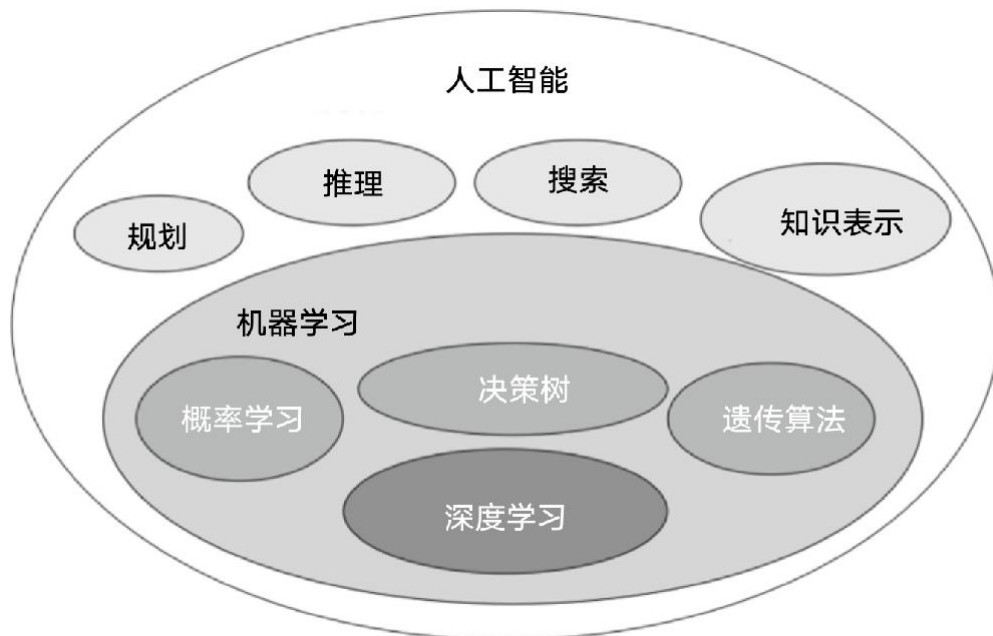 人工智能
推理
搜索
规划
知识表示
机器学习
决策树
概率学习
遗传算法
深度学习